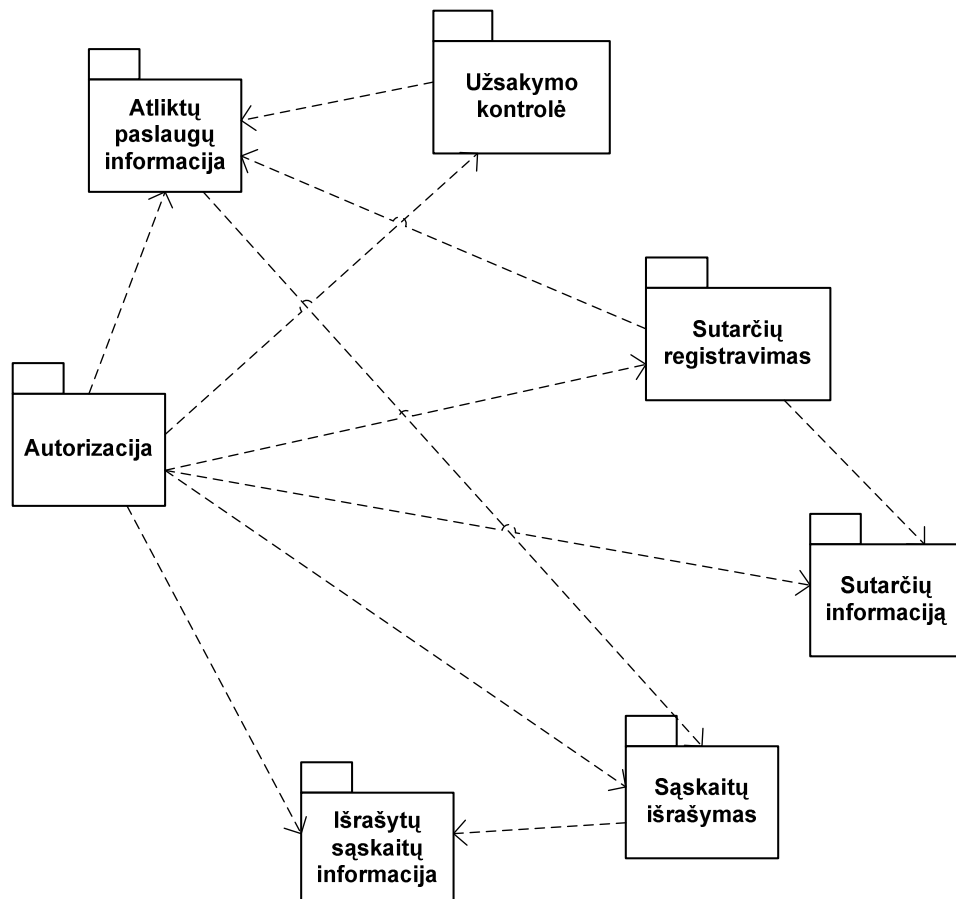 Užsakymo
kontrolė
Atliktų
paslaugų
informacija
Sutarčių
registravimas
Autorizacija
Sutarčių
informaciją
Sąskaitų
išrašymas
Išrašytų
sąskaitų
informacija